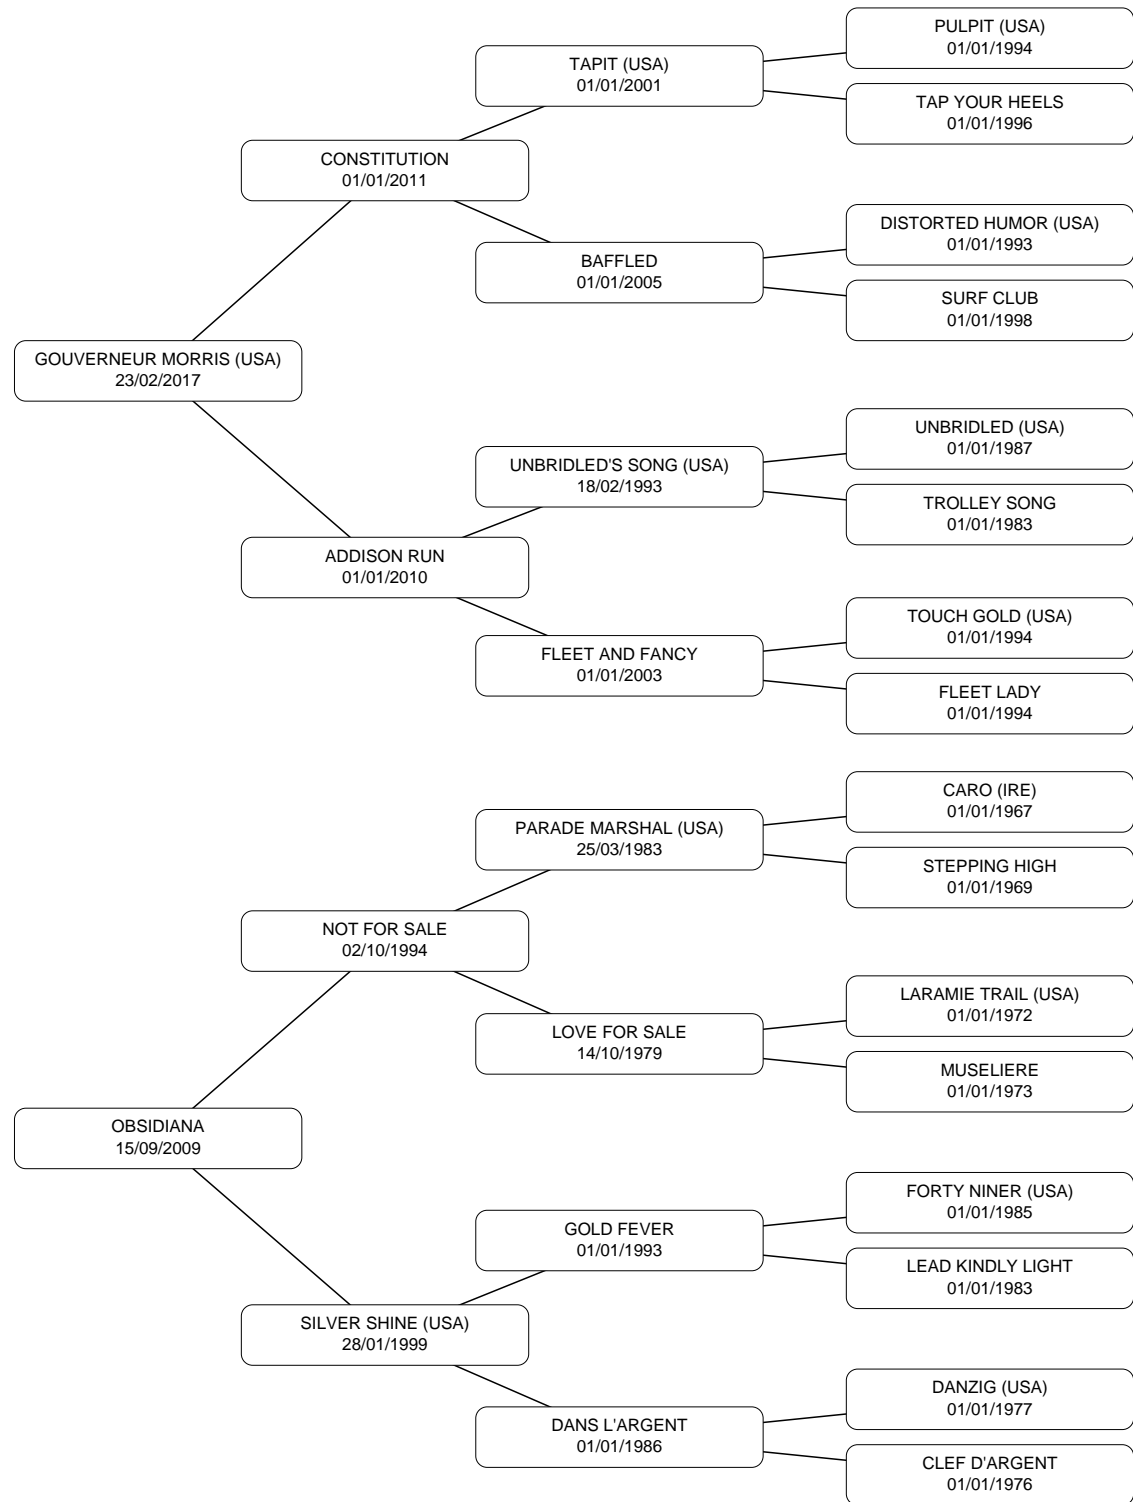 PULPIT (USA)
01/01/1994
TAPIT (USA)
01/01/2001
TAP YOUR HEELS
01/01/1996
CONSTITUTION
01/01/2011
DISTORTED HUMOR (USA)
01/01/1993
BAFFLED
01/01/2005
SURF CLUB
01/01/1998
GOUVERNEUR MORRIS (USA)
23/02/2017
UNBRIDLED (USA)
01/01/1987
UNBRIDLED'S SONG (USA)
18/02/1993
TROLLEY SONG
01/01/1983
ADDISON RUN
01/01/2010
TOUCH GOLD (USA)
01/01/1994
FLEET AND FANCY
01/01/2003
FLEET LADY
01/01/1994
CARO (IRE)
01/01/1967
PARADE MARSHAL (USA)
25/03/1983
STEPPING HIGH
01/01/1969
NOT FOR SALE
02/10/1994
LARAMIE TRAIL (USA)
01/01/1972
LOVE FOR SALE
14/10/1979
MUSELIERE
01/01/1973
OBSIDIANA
15/09/2009
FORTY NINER (USA)
01/01/1985
GOLD FEVER
01/01/1993
LEAD KINDLY LIGHT
01/01/1983
SILVER SHINE (USA)
28/01/1999
DANZIG (USA)
01/01/1977
DANS L'ARGENT
01/01/1986
CLEF D'ARGENT
01/01/1976